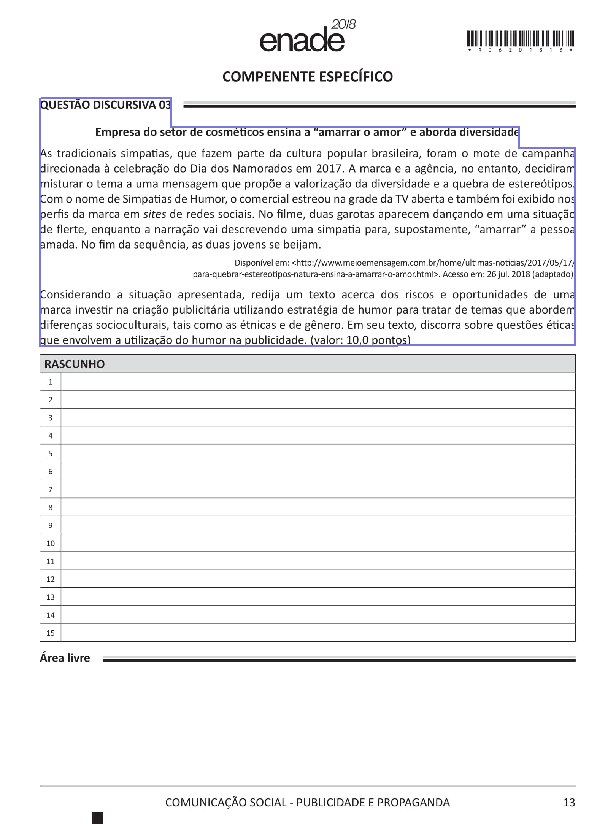 enade 2018
*R0620181 3*
COMPENENTE ESPECÍFICO
QUESTÃO DISCURSIVA 03
Empresa do setor de cosméticos ensina a “amarrar o amor” e aborda diversidade
As tradicionais simpatias, que fazem parte da cultura popular brasileira, foram o mote de campanha
direcionada à celebração do Dia dos Namorados em 2017. A marca e a agência, no entanto, decidiram
misturar o tema a uma mensagem que propõe a valorização da diversidade e a quebra de estereótipos.
Com o nome de Simpatias de Humor, o comercial estreou na grade da TV aberta e também foi exibido nos
perfis da marca em sites de redes sociais. No filme, duas garotas aparecem dançando em uma situação
de flerte, enquanto a narração vai descrevendo uma simpatia para, supostamente, “amarrar” a pessoa
amada. No fim da sequência, as duas jovens se beijam.
Disponível em: <http://www.meioemensagem.com.br/home/ultimas-noticias/2017/05/17/
para-quebrar-estereotipos-natura-ensina-a-amarrar-o-amor.html>. Acesso em: 26 jul. 2018 (adaptado)
Considerando a situação apresentada, redija um texto acerca dos riscos e oportunidades de uma
marca investir na criação publicitária utilizando estratégia de humor para tratar de temas que abordem
diferenças socioculturais, tais como as étnicas e de gênero. Em seu texto, discorra sobre questões éticas
que envolvem a utilização do humor na publicidade. (valor: 10,0 pontos)
RASCUNHO
1
2
3
4
5
6
7
8
9
10
11
12
13
14
15
Área livre
COMUNICAÇÃO SOCIAL - PUBLICIDADE E PROPAGANDA 13